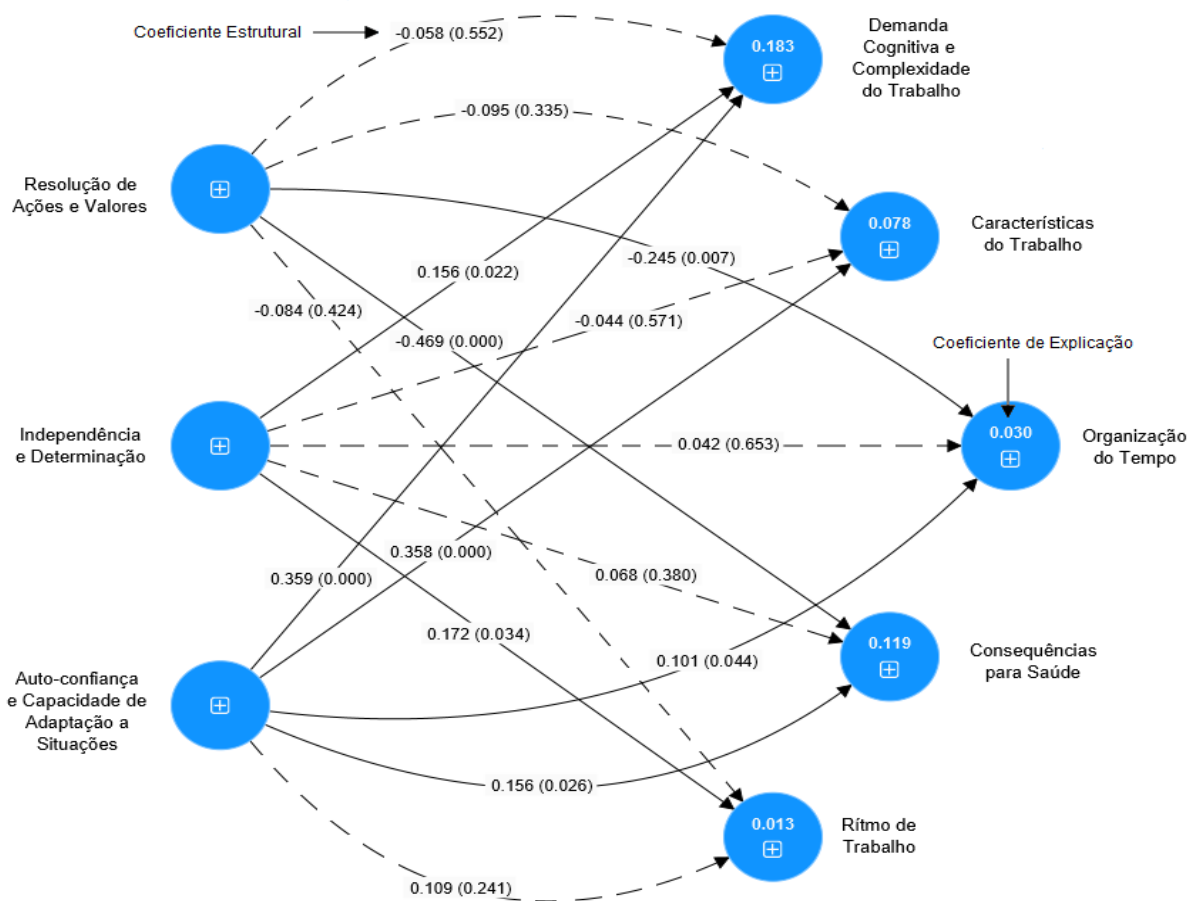 Coeficiente Estrutural
-0.058 (0.552)
0.183
Demanda
Cognitiva e
Complexidade
do Trabalho
-0.095 (0.335)
Resolução de
Ações e Valores
0.078
Características
do Trabalho
-0.245 (0.007)
0.156 (0.022)
-0.084 (0.424)
-0.044 (0.571)
-0.469 (0.000)
Coeficiente de Explicação
Independência
e Determinação
0.042 (0.653)
0.030
Organização
do Tempo
0.358 (0.000)
0.359 (0.000)
0.068 (0.380)
0.172 (0.034)
0.101 (0.044)
0.119
Consequências
para Saúde
Auto-confiança
e Capacidade de
Adaptação a
Situações
0.156 (0.026)
0.013
Rítmo de
Trabalho
0.109 (0.241)